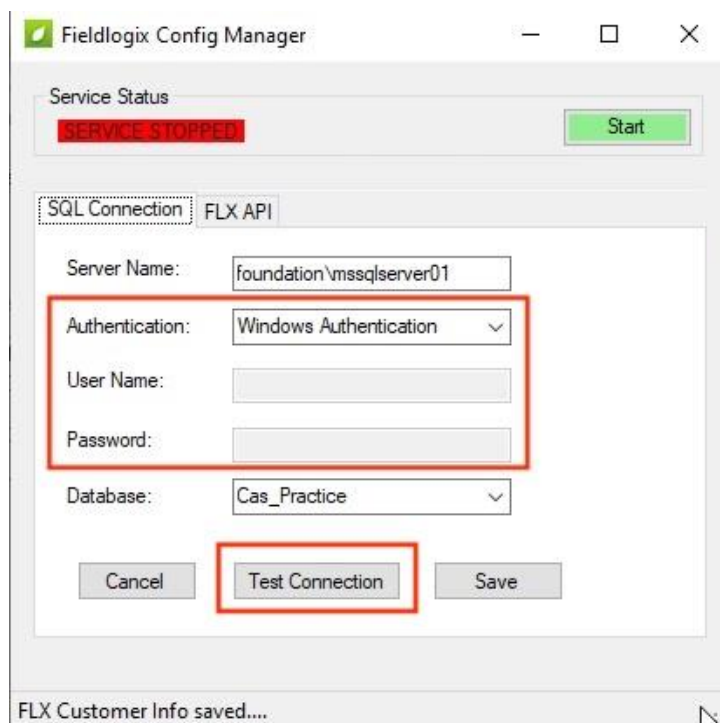 Fieldlogix Config Manager
Service Status
SERVICE STOPPED
Start
SQL Connection
FLX API
Server Name:
foundation\mssqlserver01
Authentication:
Windows Authentication
User Name:
Password:
Database:
Cas_Practice
Cancel
Test Connection
Save
FLX Customer Info saved....